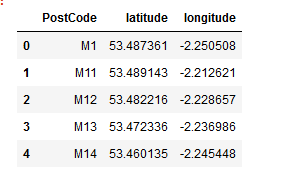 PostCode latitude longitude
0 M1 53.487361 -2.250508
1 M11 53.489143 -2.212621
2 M12 53.482216 -2.228657
3 M13 53.472336 -2.236986
4 M14 53.460135 -2.245448